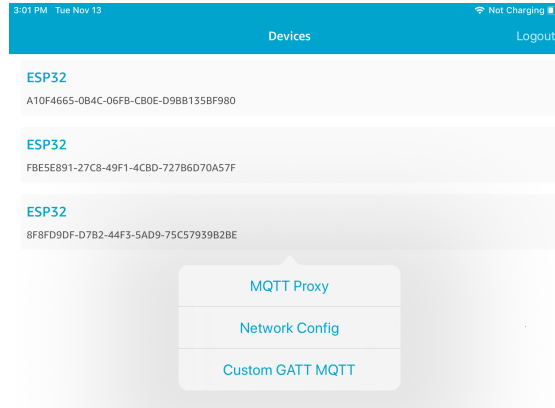 3:01 PM Tue Nov 13 Not Charging
Devices Logout
ESP32
A10F4665-0B4C-06FB-CB0E-D9BB135BF980
ESP32
FBE5E891-27C8-49F1-4CBD-727B6D70A57F
ESP32
8F8FD9DF-D7B2-44F3-5AD9-75C57939B2BE
MQTT Proxy
Network Config
Custom GATT MQTT